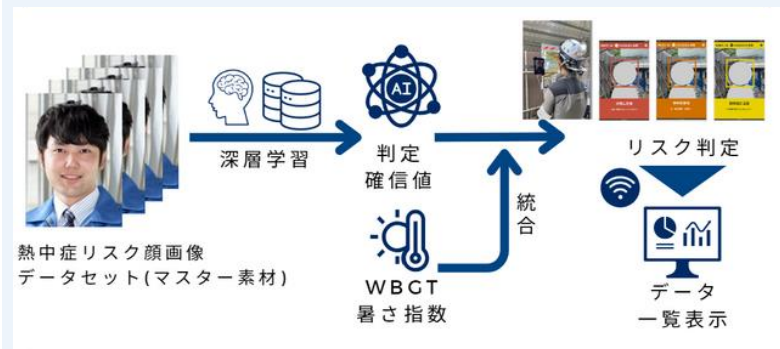 熱中症リスク顔画像
データセット(マスター素材)
深層学習
AI
判定
確信値
WBGT
暑さ指数
統合
リスク判定
データ
一覧表示